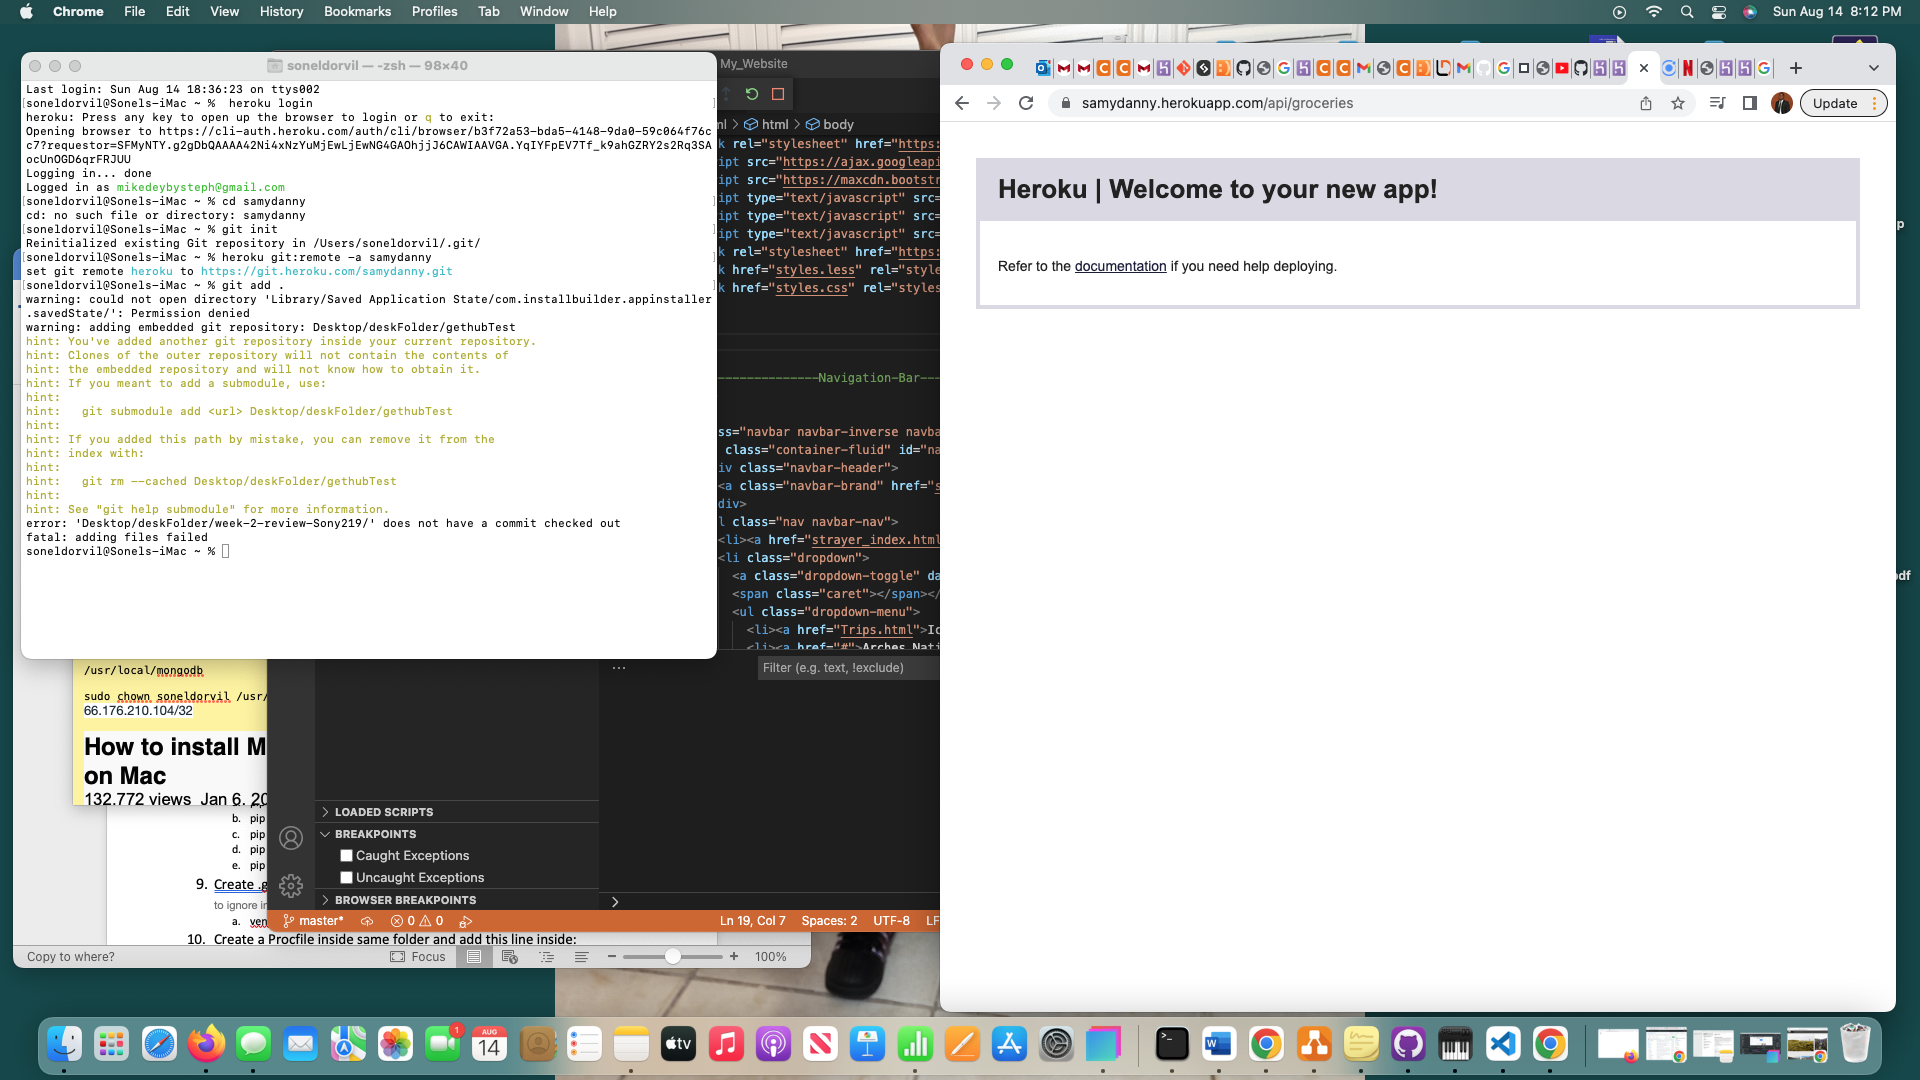 Chrome File Edit View History Bookmarks Profiles Tab Window Help
Sun Aug 14 8:12 PM
soneldorvil — -zsh — 98×40
Last login: Sun Aug 14 18:36:23 on ttys002
[soneldorvil@Sonels-iMac ~ %  heroku login ]
heroku: Press any key to open up the browser to login or q to exit:
Opening browser to https://cli-auth.heroku.com/auth/cli/browser/b3f72a53-bda5-4148-9da0-59c064f76c
c7?requestor=SFMyNTY.g2gDbQAAAA42Ni4xNzYuMjEwLjEwNG4GAOhjjJ6CAWIAAVGA.YqIYFpEV7Tf_k9ahGZRY2s2Rq3SA
ocUnOGD6qrFRJUU
Logging in... done
Logged in as mikedeybysteph@gmail.com
[soneldorvil@Sonels-iMac ~ % cd samydanny ]
cd: no such file or directory: samydanny
[soneldorvil@Sonels-iMac ~ % git init ]
Reinitialized existing Git repository in /Users/soneldorvil/.git/
[soneldorvil@Sonels-iMac ~ % heroku git:remote -a samydanny ]
set git remote heroku to https://git.heroku.com/samydanny.git
[soneldorvil@Sonels-iMac ~ % git add . ]
warning: could not open directory 'Library/Saved Application State/com.installbuilder.appinstaller
.savedState/': Permission denied
warning: adding embedded git repository: Desktop/deskFolder/gethubTest
hint: You've added another git repository inside your current repository.
hint: Clones of the outer repository will not contain the contents of
hint: the embedded repository and will not know how to obtain it.
hint: If you meant to add a submodule, use:
hint:
hint:   git submodule add <url> Desktop/deskFolder/gethubTest
hint:
hint: If you added this path by mistake, you can remove it from the
hint: index with:
hint:
hint:   git rm --cached Desktop/deskFolder/gethubTest
hint:
hint: See "git help submodule" for more information.
error: 'Desktop/deskFolder/week-2-review-Sony219/' does not have a commit checked out
fatal: adding files failed
soneldorvil@Sonels-iMac ~ %
My_Website
ml > html > body
k rel="stylesheet" href="https:
ipt src="https://ajax.googleapi
ipt src="https://maxcdn.bootstr
ipt type="text/javascript" src=
ipt type="text/javascript" src=
ipt type="text/javascript" src=
k rel="stylesheet" href="https:
k href="styles.less" rel="style
k href="styles.css" rel="styles
--------------Navigation-Bar---
ss="navbar navbar-inverse navba
class="container-fluid" id="na
iv class="navbar-header">
<a class="navbar-brand" href="s
div>
l class="nav navbar-nav">
<li><a href="strayer_index.html
<li class="dropdown">
<a class="dropdown-toggle" da
<span class="caret"></span></
<ul class="dropdown-menu">
<li><a href="Trips.html">Ic
<li><a href="#">Arches Nati
Filter (e.g. text, !exclude)
LOADED SCRIPTS
BREAKPOINTS
Caught Exceptions
Uncaught Exceptions
BROWSER BREAKPOINTS
master* 0 0 Ln 19, Col 7 Spaces: 2 UTF-8 LF
samydanny.herokuapp.com/api/groceries
Update
Heroku | Welcome to your new app!
Refer to the documentation if you need help deploying.
/usr/local/mongodb
sudo chown soneldorvil /usr/
66.176.210.104/32
How to install M
on Mac
132,772 views Jan 6, 20
b. pip
c. pip
d. pip
e. pip
9. Create .g
to ignore in
a. ven
10. Create a Procfile inside same folder and add this line inside:
Copy to where? Focus 100%
p
df
1
AUG
14
tv